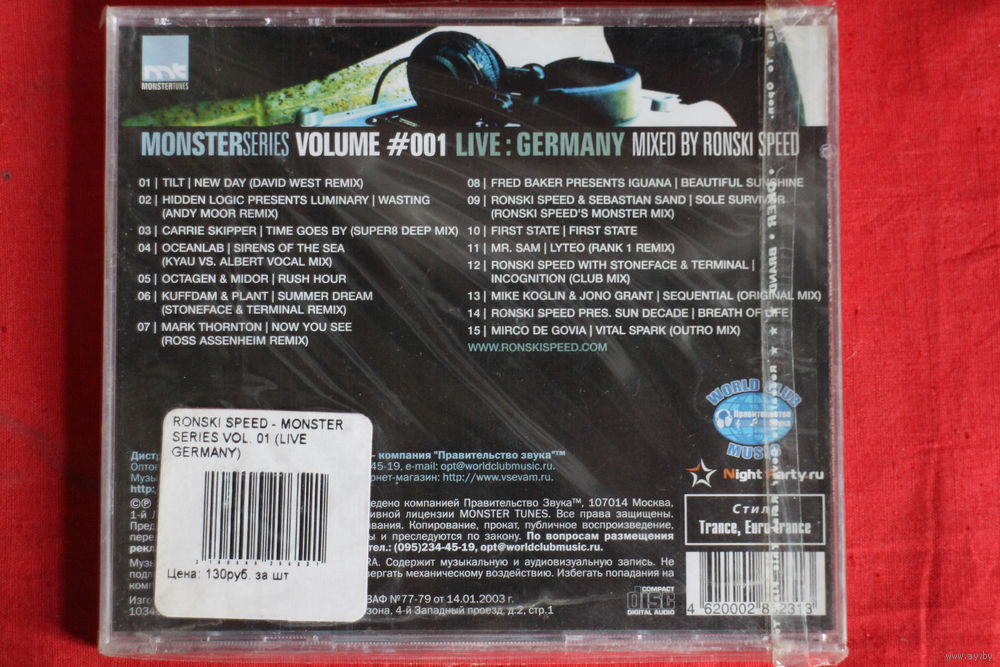 mt
MONSTERTUNES
MONSTERSERIES VOLUME #001 LIVE : GERMANY MIXED BY RONSKI SPEED
01 | TILT | NEW DAY (DAVID WEST REMIX)
02 | HIDDEN LOGIC PRESENTS LUMINARY | WASTING
(ANDY MOOR REMIX)
03 | CARRIE SKIPPER | TIME GOES BY (SUPER8 DEEP MIX)
04 | OCEANLAB | SIRENS OF THE SEA
(KYAU VS. ALBERT VOCAL MIX)
05 | OCTAGEN & MIDOR | RUSH HOUR
06 | KUFFDAM & PLANT | SUMMER DREAM
(STONEFACE & TERMINAL REMIX)
07 | MARK THORNTON | NOW YOU SEE
(ROSS ASSENHEIM REMIX)
08 | FRED BAKER PRESENTS IGUANA | BEAUTIFUL SUNSHINE
09 | RONSKI SPEED & SEBASTIAN SAND | SOLE SURVIVOR
(RONSKI SPEED'S MONSTER MIX)
10 | FIRST STATE | FIRST STATE
11 | MR. SAM | LYTEO (RANK 1 REMIX)
12 | RONSKI SPEED WITH STONEFACE & TERMINAL |
INCOGNITION (CLUB MIX)
13 | MIKE KOGLIN & JONO GRANT | SEQUENTIAL (ORIGINAL MIX)
14 | RONSKI SPEED PRES. SUN DECADE | BREATH OF LIFE
15 | MIRCO DE GOVIA | VITAL SPARK (OUTRO MIX)
WWW.RONSKISPEED.COM
WORLD CLUB
Правительство
звука
MUSIC
Night Party.ru
Стиль
Trance, Euro-Trance
4 620002 852313
RONSKI SPEED - MONSTER
SERIES VOL. 01 (LIVE
GERMANY)
Цена: 130руб. за шт
- компания "Правительство звука"™
45-19, e-mail: opt@worldclubmusic.ru.
рнет-магазин: http://www.vsevam.ru.
http:
едено компанией Правительство Звука™, 107014 Москва,
ивной лицензии MONSTER TUNES. Все права защищены.
вания. Копирование, прокат, публичное воспроизведение,
ы и преследуются по закону. По вопросам размещения
тел.: (095)234-45-19, opt@worldclubmusic.ru.
RA. Содержит музыкальную и аудиовизуальную запись. Не
вергать механическому воздействию. Избегать попадания на
COMPACT
disc
DIGITAL AUDIO
ВАФ №77-79 от 14.01.2003 г.
зона, 4-й Западный проезд, д.2, стр.1
www.ay.by